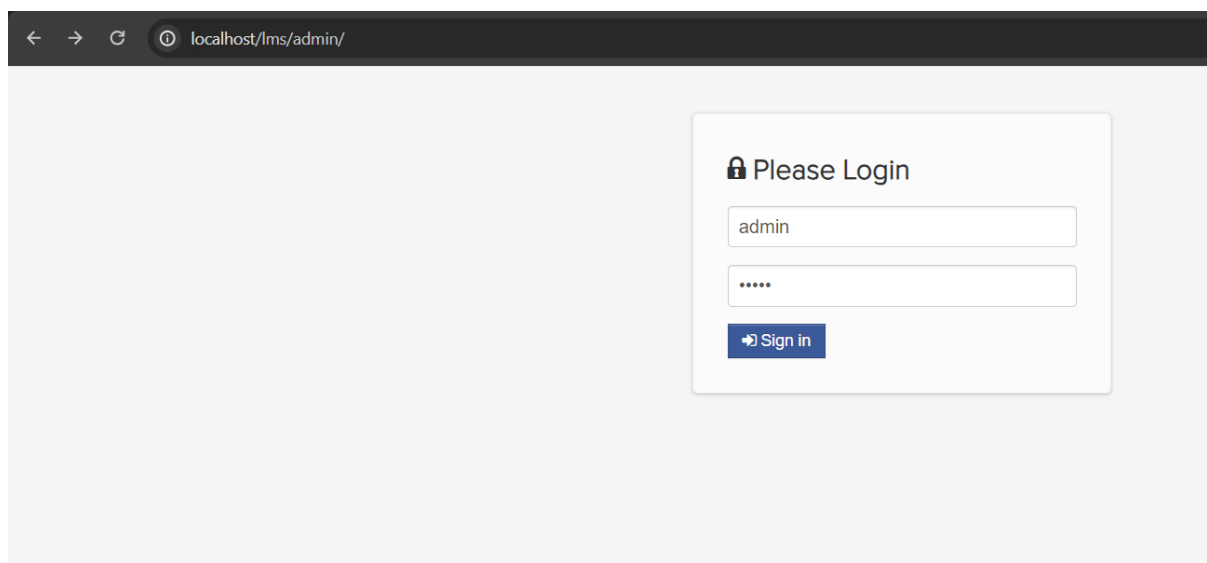 localhost/lms/admin/
Please Login
admin
•••••
Sign in